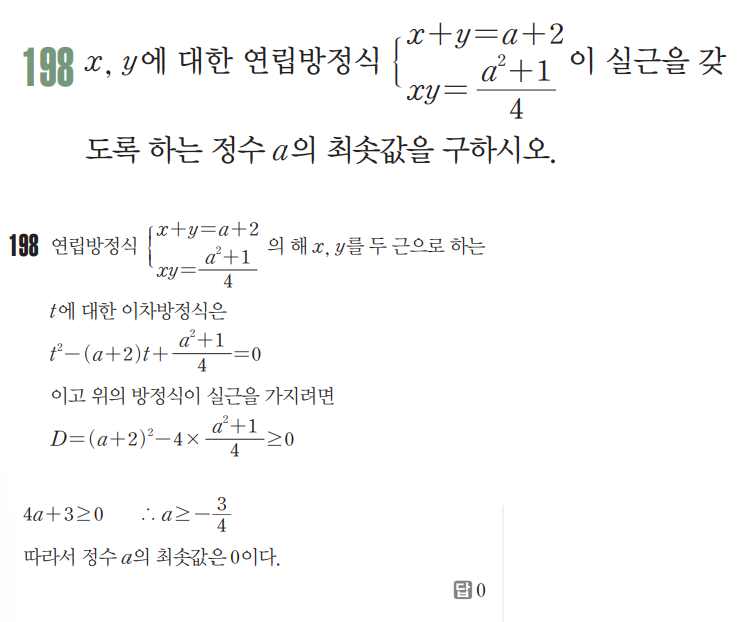 198 x, y에 대한 연립방정식 { x+y=a+2, xy=(a²+1)/4 이 실근을 갖
도록 하는 정수 a의 최솟값을 구하시오.
198 연립방정식 { x+y=a+2, xy=(a²+1)/4 의 해 x, y를 두 근으로 하는
t에 대한 이차방정식은
t²-(a+2)t+(a²+1)/4=0
이고 위의 방정식이 실근을 가지려면
D=(a+2)²-4×(a²+1)/4≥0
4a+3≥0 ∴ a≥-3/4
따라서 정수 a의 최솟값은 0이다.
답 0